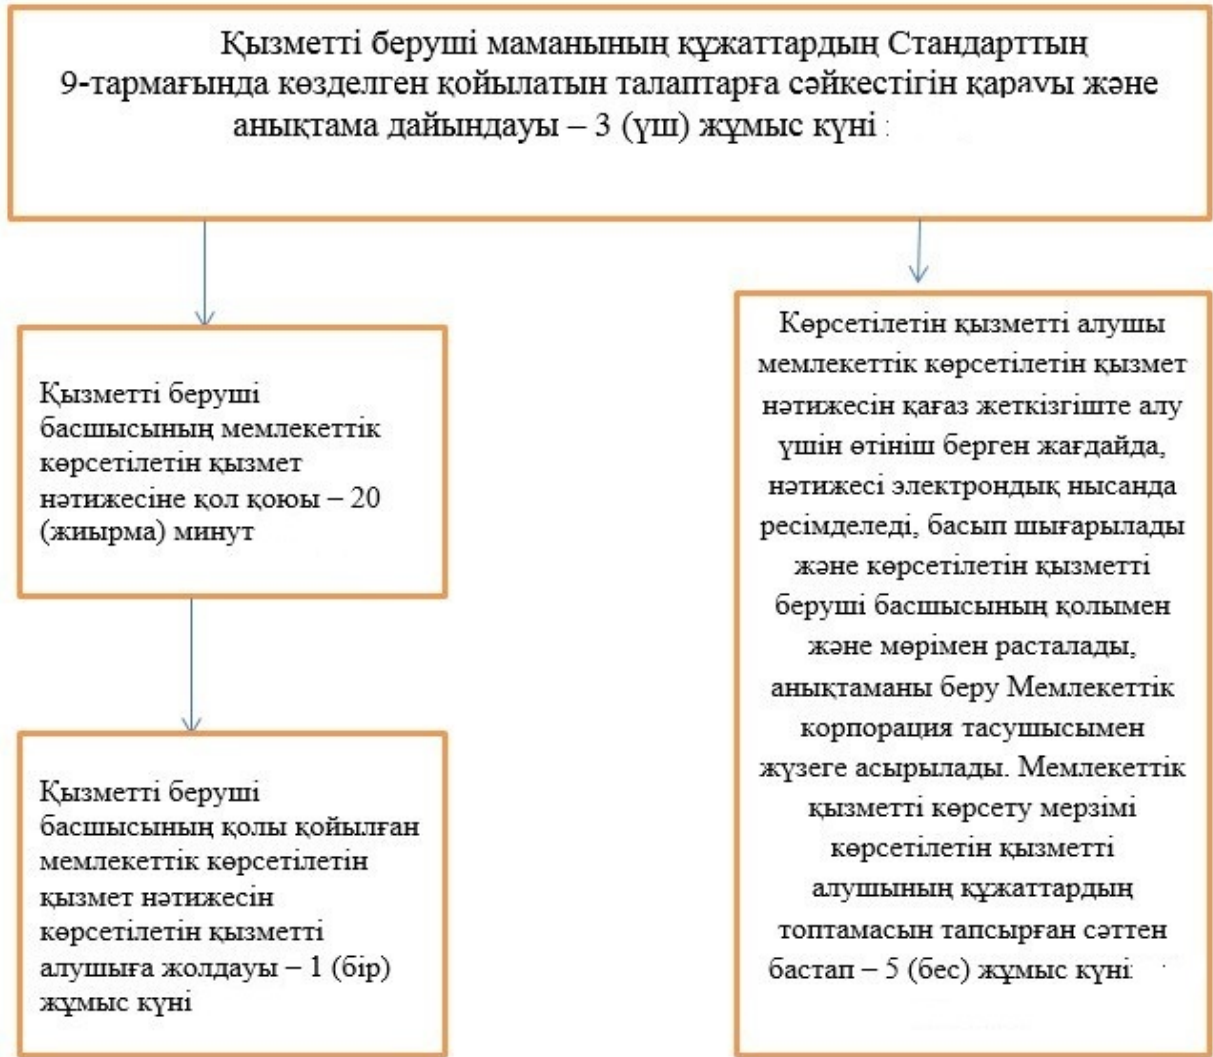 Қызметті беруші маманының құжаттардың Стандарттың
9-тармағында көзделген қойылатын талаптарға сәйкестігін қарауы және
анықтама дайындауы – 3 (үш) жұмыс күні :
Қызметті беруші
басшысының мемлекеттік
көрсетілетін қызмет
нәтижесіне қол қоюы – 20
(жиырма) минут
Қызметті беруші
басшысының қолы қойылған
мемлекеттік көрсетілетін
қызмет нәтижесін
көрсетілетін қызметті
алушыға жолдауы – 1 (бір)
жұмыс күні
Көрсетілетін қызметті алушы
мемлекеттік көрсетілетін қызмет
нәтижесін қағаз жеткізгіште алу
үшін өтініш берген жағдайда,
нәтижесі электрондық нысанда
ресімделеді, басып шығарылады
және көрсетілетін қызметті
беруші басшысының қолымен
және мөрімен расталады,
анықтаманы беру Мемлекеттік
корпорация тасушысымен
жүзеге асырылады. Мемлекеттік
қызметті көрсету мерзімі
көрсетілетін қызметті
алушының құжаттардың
топтамасын тапсырған сәттен
бастап – 5 (бес) жұмыс күні: